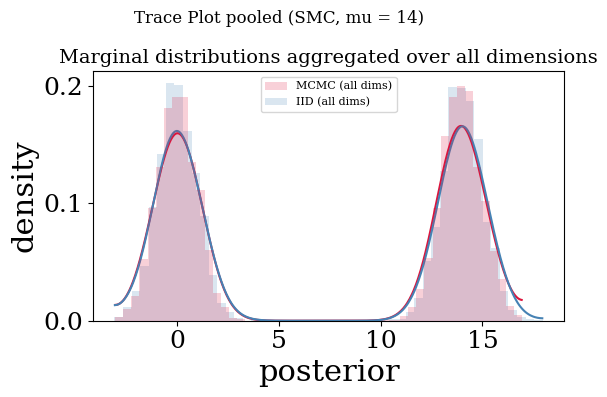 Trace Plot pooled (SMC, mu = 14)
Marginal distributions aggregated over all dimensions
MCMC (all dims)
IID (all dims)
0.2
0.1
0.0
density
0
5
10
15
posterior